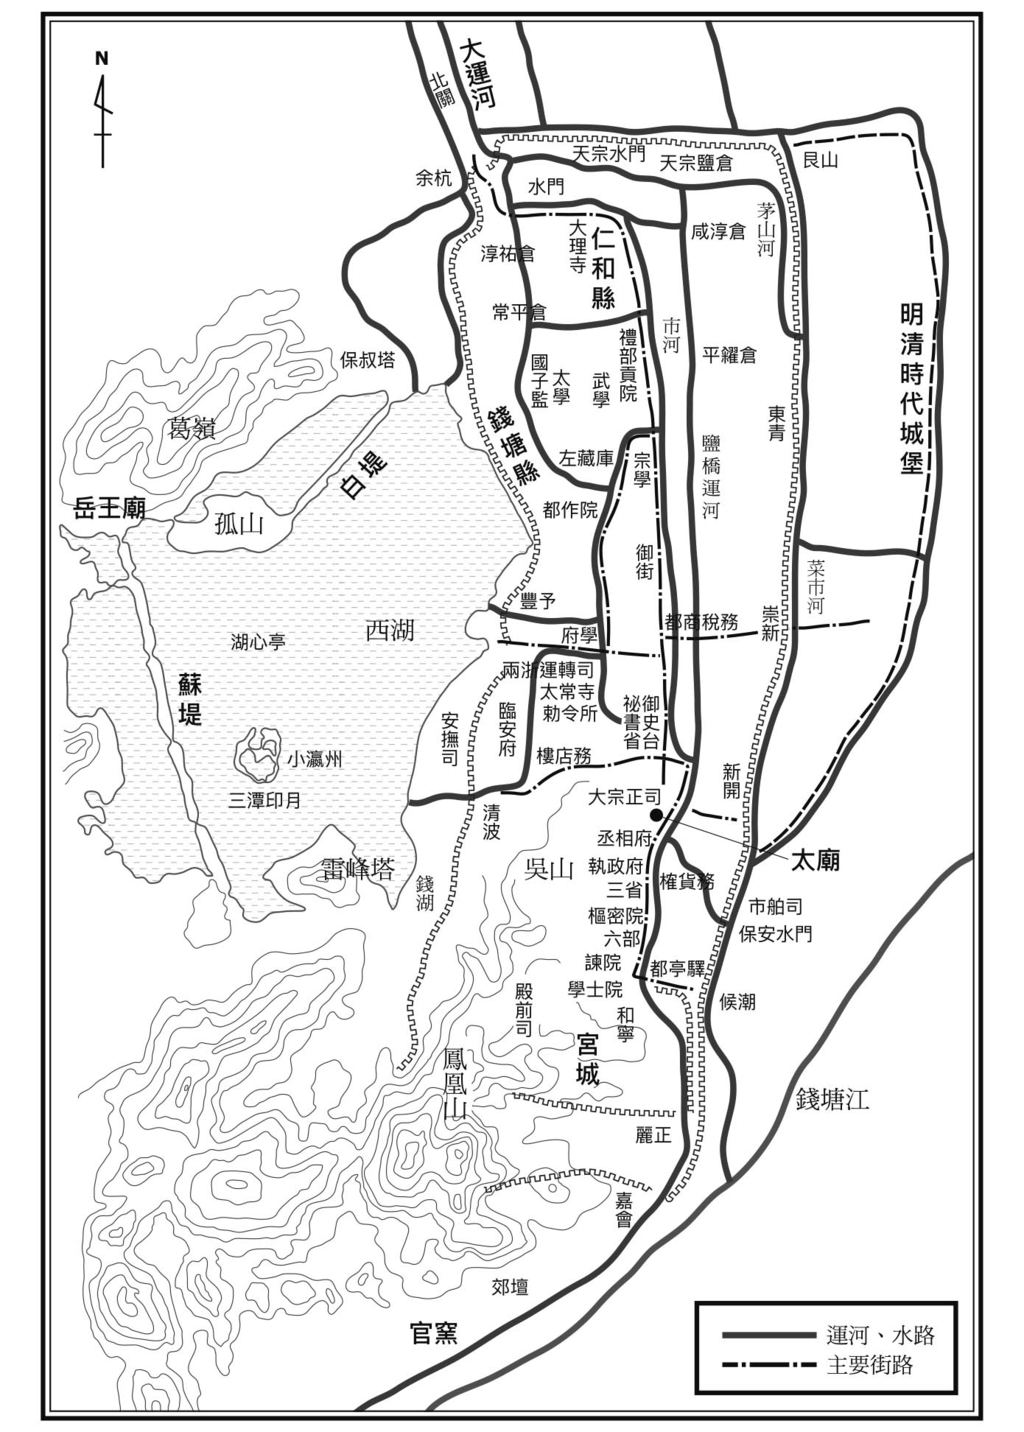 N
大運河
北關
天宗水門
天宗鹽倉
艮山
余杭
水門
茅山河
咸淳倉
大理寺
仁和縣
淳祐倉
常平倉
市河
明清時代城堡
禮部貢院
平糴倉
保叔塔
國子監
太學
武學
東青
葛嶺
錢塘縣
鹽橋運河
白堤
左藏庫
宗學
岳王廟
孤山
都作院
御街
菜市河
豐予
都商稅務
崇新
西湖
府學
湖心亭
兩浙運轉司
蘇堤
太常寺
勅令所
祕書省
御史台
安撫司
臨安府
樓店務
小瀛州
新開
三潭印月
大宗正司
清波
丞相府
太廟
雷峰塔
吳山
執政府
榷貨務
錢湖
三省
市舶司
樞密院
保安水門
六部
諫院
都亭驛
學士院
殿前司
候潮
和寧
宮城
鳳凰山
錢塘江
麗正
嘉會
郊壇
官窯
運河、水路
主要街路